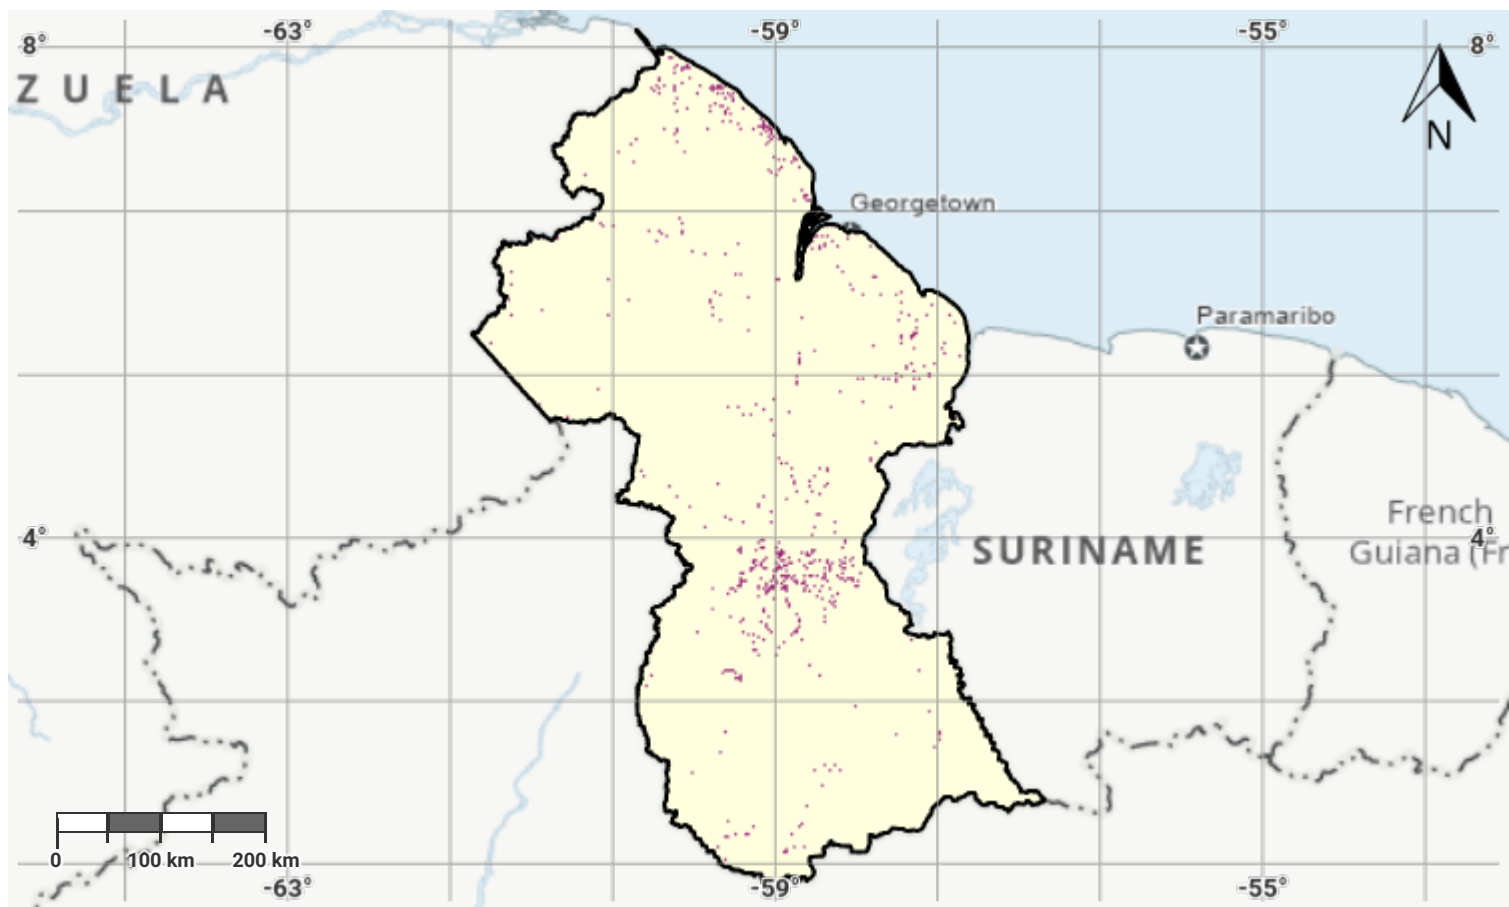 -63° -59° -55°
8° 8°
Z U E L A
N
Georgetown
Paramaribo
French
4° 4°
Guiana (Fr
SURINAME
0 100 km 200 km
-63° -59° -55°